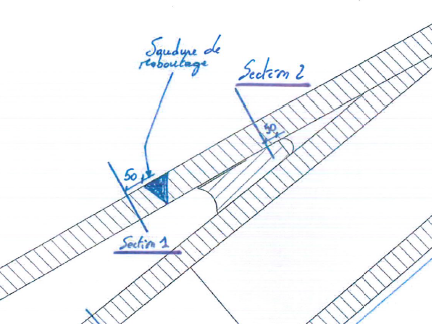 Soudure de
raboutage
Section 2
50
50
Section 1